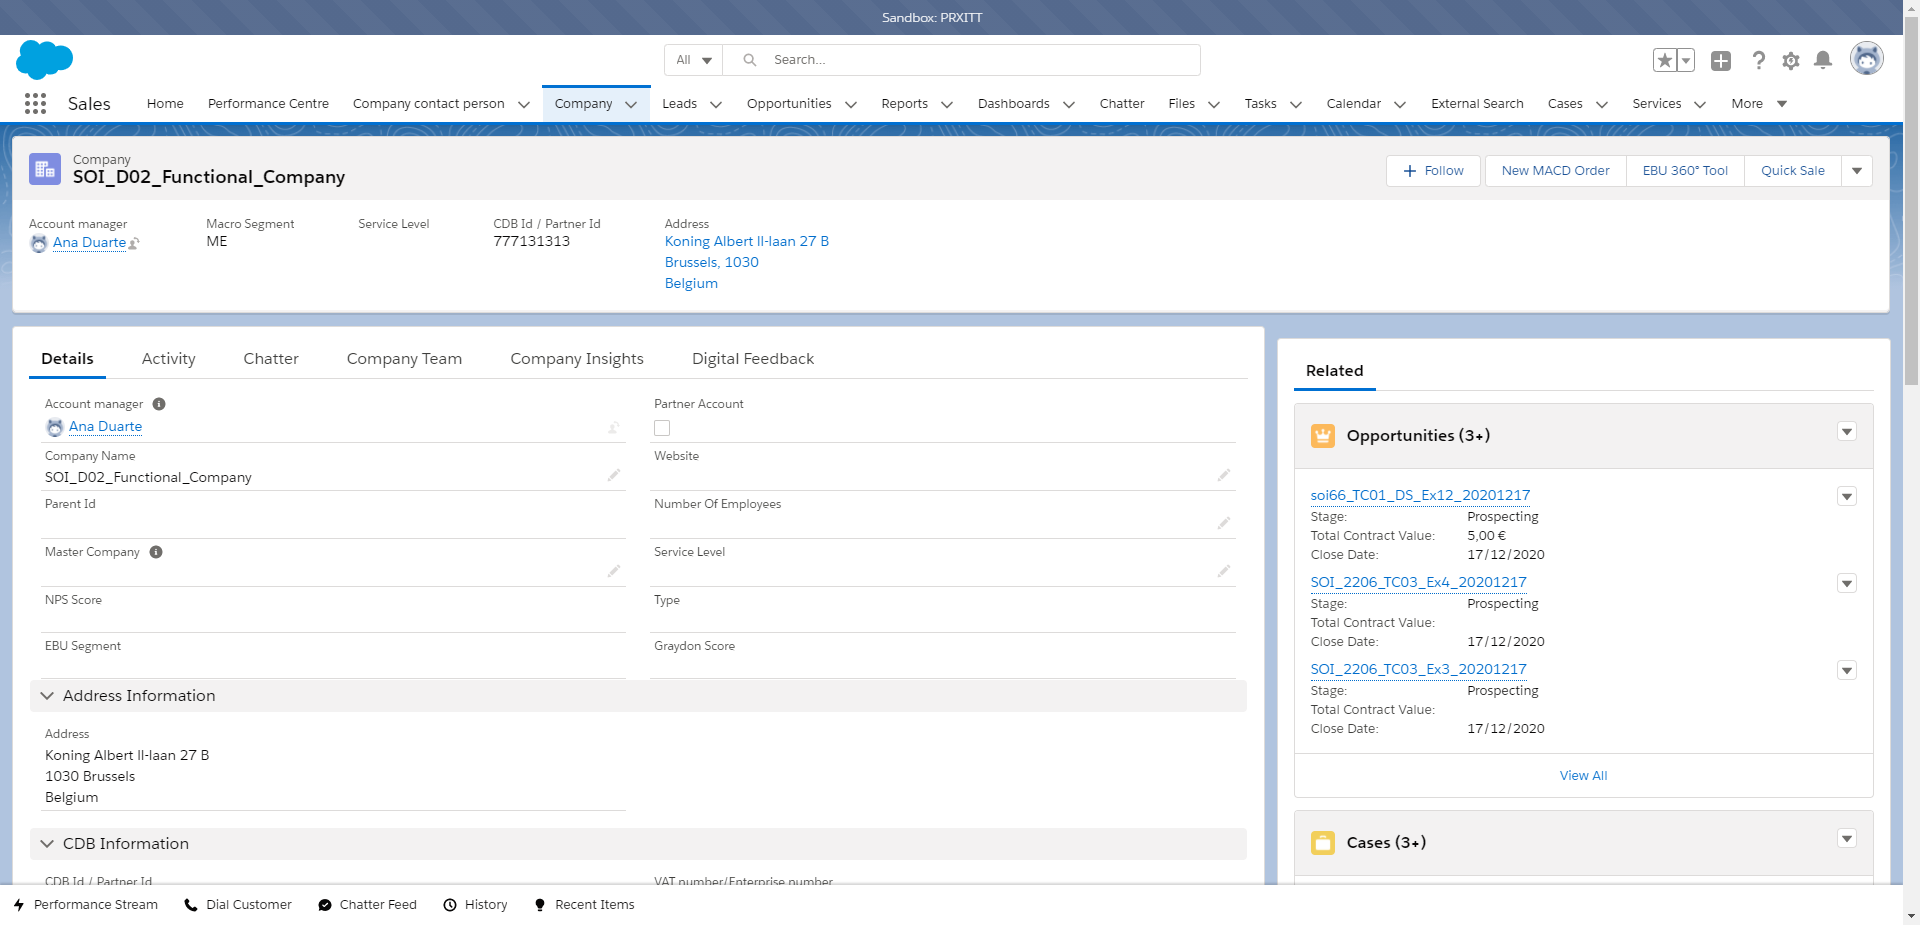 Sandbox: PRXITT
All
Search...
Sales
Home
Performance Centre
Company contact person
Company
Leads
Opportunities
Reports
Dashboards
Chatter
Files
Tasks
Calendar
External Search
Cases
Services
More
Company
SOI_D02_Functional_Company
Follow
New MACD Order
EBU 360° Tool
Quick Sale
Account manager
Ana Duarte
Macro Segment
ME
Service Level
CDB Id / Partner Id
777131313
Address
Koning Albert II-laan 27 B
Brussels, 1030
Belgium
Details
Activity
Chatter
Company Team
Company Insights
Digital Feedback
Account manager
Ana Duarte
Partner Account
Company Name
SOI_D02_Functional_Company
Website
Parent Id
Number Of Employees
Master Company
Service Level
NPS Score
Type
EBU Segment
Graydon Score
Address Information
Address
Koning Albert II-laan 27 B
1030 Brussels
Belgium
CDB Information
CDB Id / Partner Id
VAT number/Enterprise number
Related
Opportunities (3+)
soi66_TC01_DS_Ex12_20201217
Stage: Prospecting
Total Contract Value: 5,00 €
Close Date: 17/12/2020
SOI_2206_TC03_Ex4_20201217
Stage: Prospecting
Total Contract Value:
Close Date: 17/12/2020
SOI_2206_TC03_Ex3_20201217
Stage: Prospecting
Total Contract Value:
Close Date: 17/12/2020
View All
Cases (3+)
Performance Stream
Dial Customer
Chatter Feed
History
Recent Items